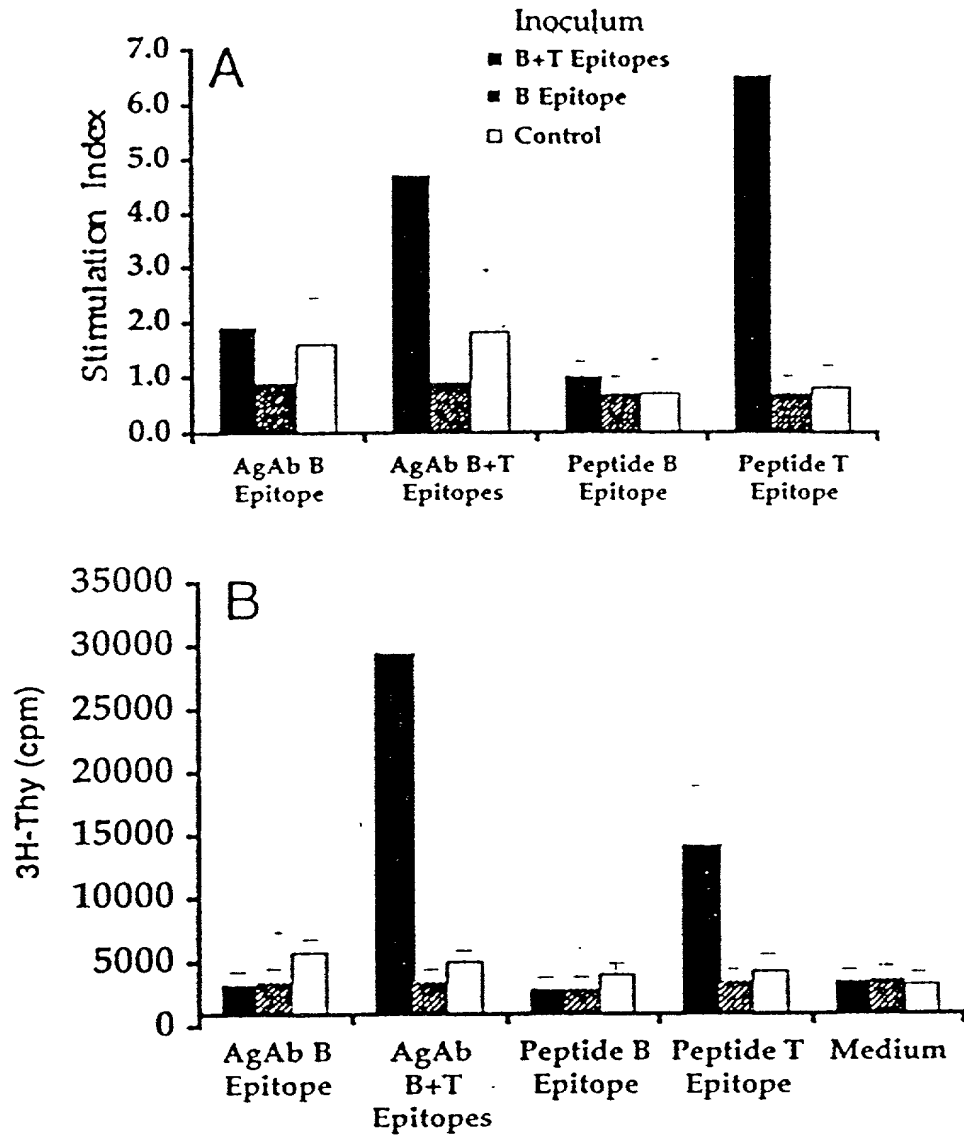 Inoculum
B+T Epitopes
B Epitope
Control
A
7.0
6.0
5.0
4.0
3.0
2.0
1.0
0.0
Stimulation Index
AgAb B
Epitope
AgAb B+T
Epitopes
Peptide B
Epitope
Peptide T
Epitope
B
35000
30000
25000
20000
15000
10000
5000
0
3H-Thy (cpm)
AgAb B
Epitope
AgAb
B+T
Epitopes
Peptide B
Epitope
Peptide T
Epitope
Medium